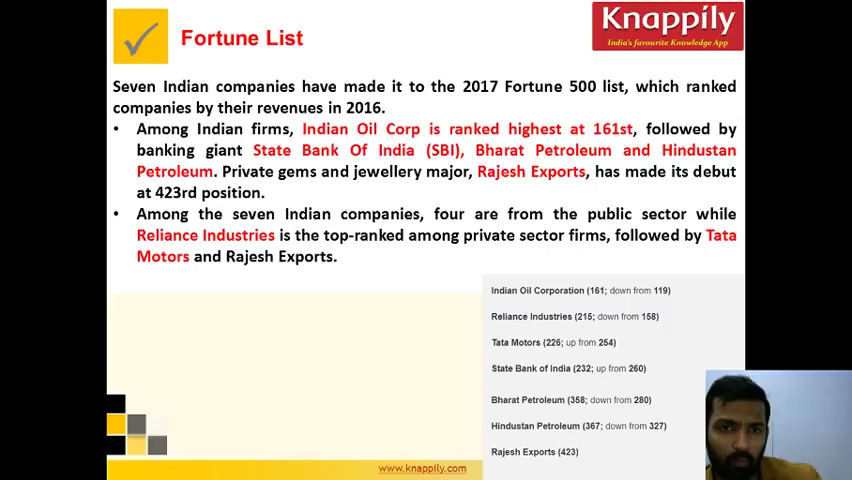 Fortune List
Knappily
India's favourite Knowledge App
Seven Indian companies have made it to the 2017 Fortune 500 list, which ranked
companies by their revenues in 2016.
• Among Indian firms, Indian Oil Corp is ranked highest at 161st, followed by
banking giant State Bank Of India (SBI), Bharat Petroleum and Hindustan
Petroleum. Private gems and jewellery major, Rajesh Exports, has made its debut
at 423rd position.
• Among the seven Indian companies, four are from the public sector while
Reliance Industries is the top-ranked among private sector firms, followed by Tata
Motors and Rajesh Exports.
Indian Oil Corporation (161; down from 119)
Reliance Industries (215; down from 158)
Tata Motors (226; up from 254)
State Bank of India (232; up from 260)
Bharat Petroleum (358; down from 280)
Hindustan Petroleum (367; down from 327)
Rajesh Exports (423)
www.knappily.com